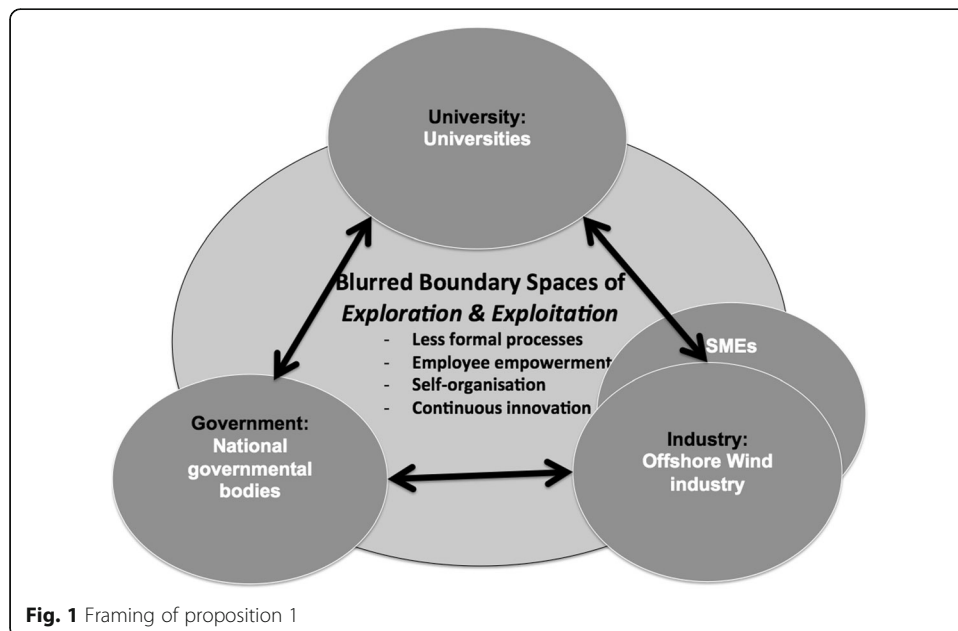 University:
Universities
Blurred Boundary Spaces of
Exploration & Exploitation
- Less formal processes
- Employee empowerment
- Self-organisation
- Continuous innovation
SMEs
Government:
National
governmental
bodies
Industry:
Offshore Wind
industry
Fig. 1 Framing of proposition 1